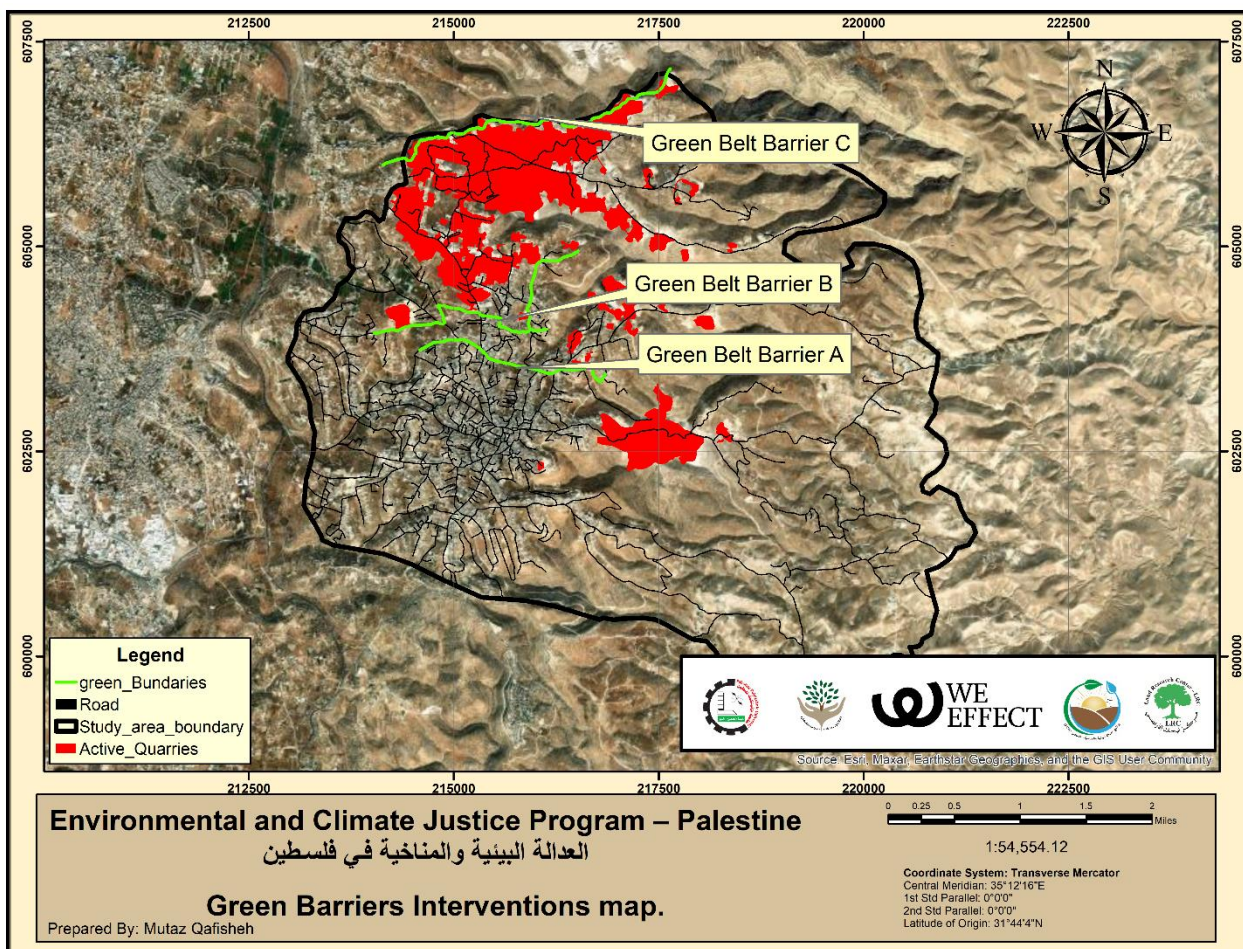 212500 215000 217500 220000 222500
607500 607500
N
W E
S
Green Belt Barrier C
605000 605000
Green Belt Barrier B
Green Belt Barrier A
602500 602500
600000 600000
Legend
green_Bundaries
Road
Study_area_boundary
Active_Quarries
WE
EFFECT
Land Research Center - LRC
LRC
Source: Esri, Maxar, Earthstar Geographics, and the GIS User Community
212500 215000 217500 220000 222500
Environmental and Climate Justice Program – Palestine
العدالة البيئية والمناخية في فلسطين
Green Barriers Interventions map.
Prepared By: Mutaz Qafisheh
0 0.25 0.5 1 1.5 2
Miles
1:54,554.12
Coordinate System: Transverse Mercator
Central Meridian: 35°12'16"E
1st Std Parallel: 0°0'0"
2nd Std Parallel: 0°0'0"
Latitude of Origin: 31°44'4"N